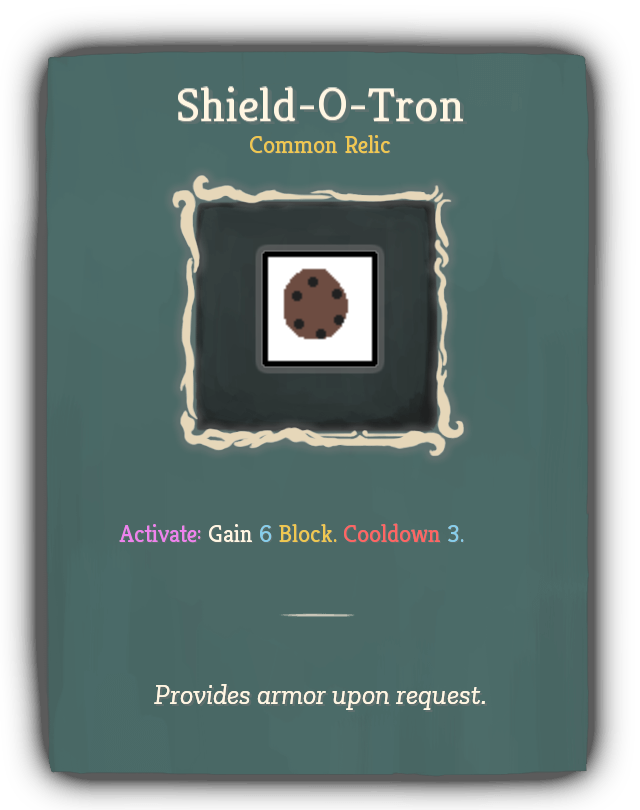 Shield-O-Tron
Common Relic
Activate: Gain 6 Block. Cooldown 3.
Provides armor upon request.